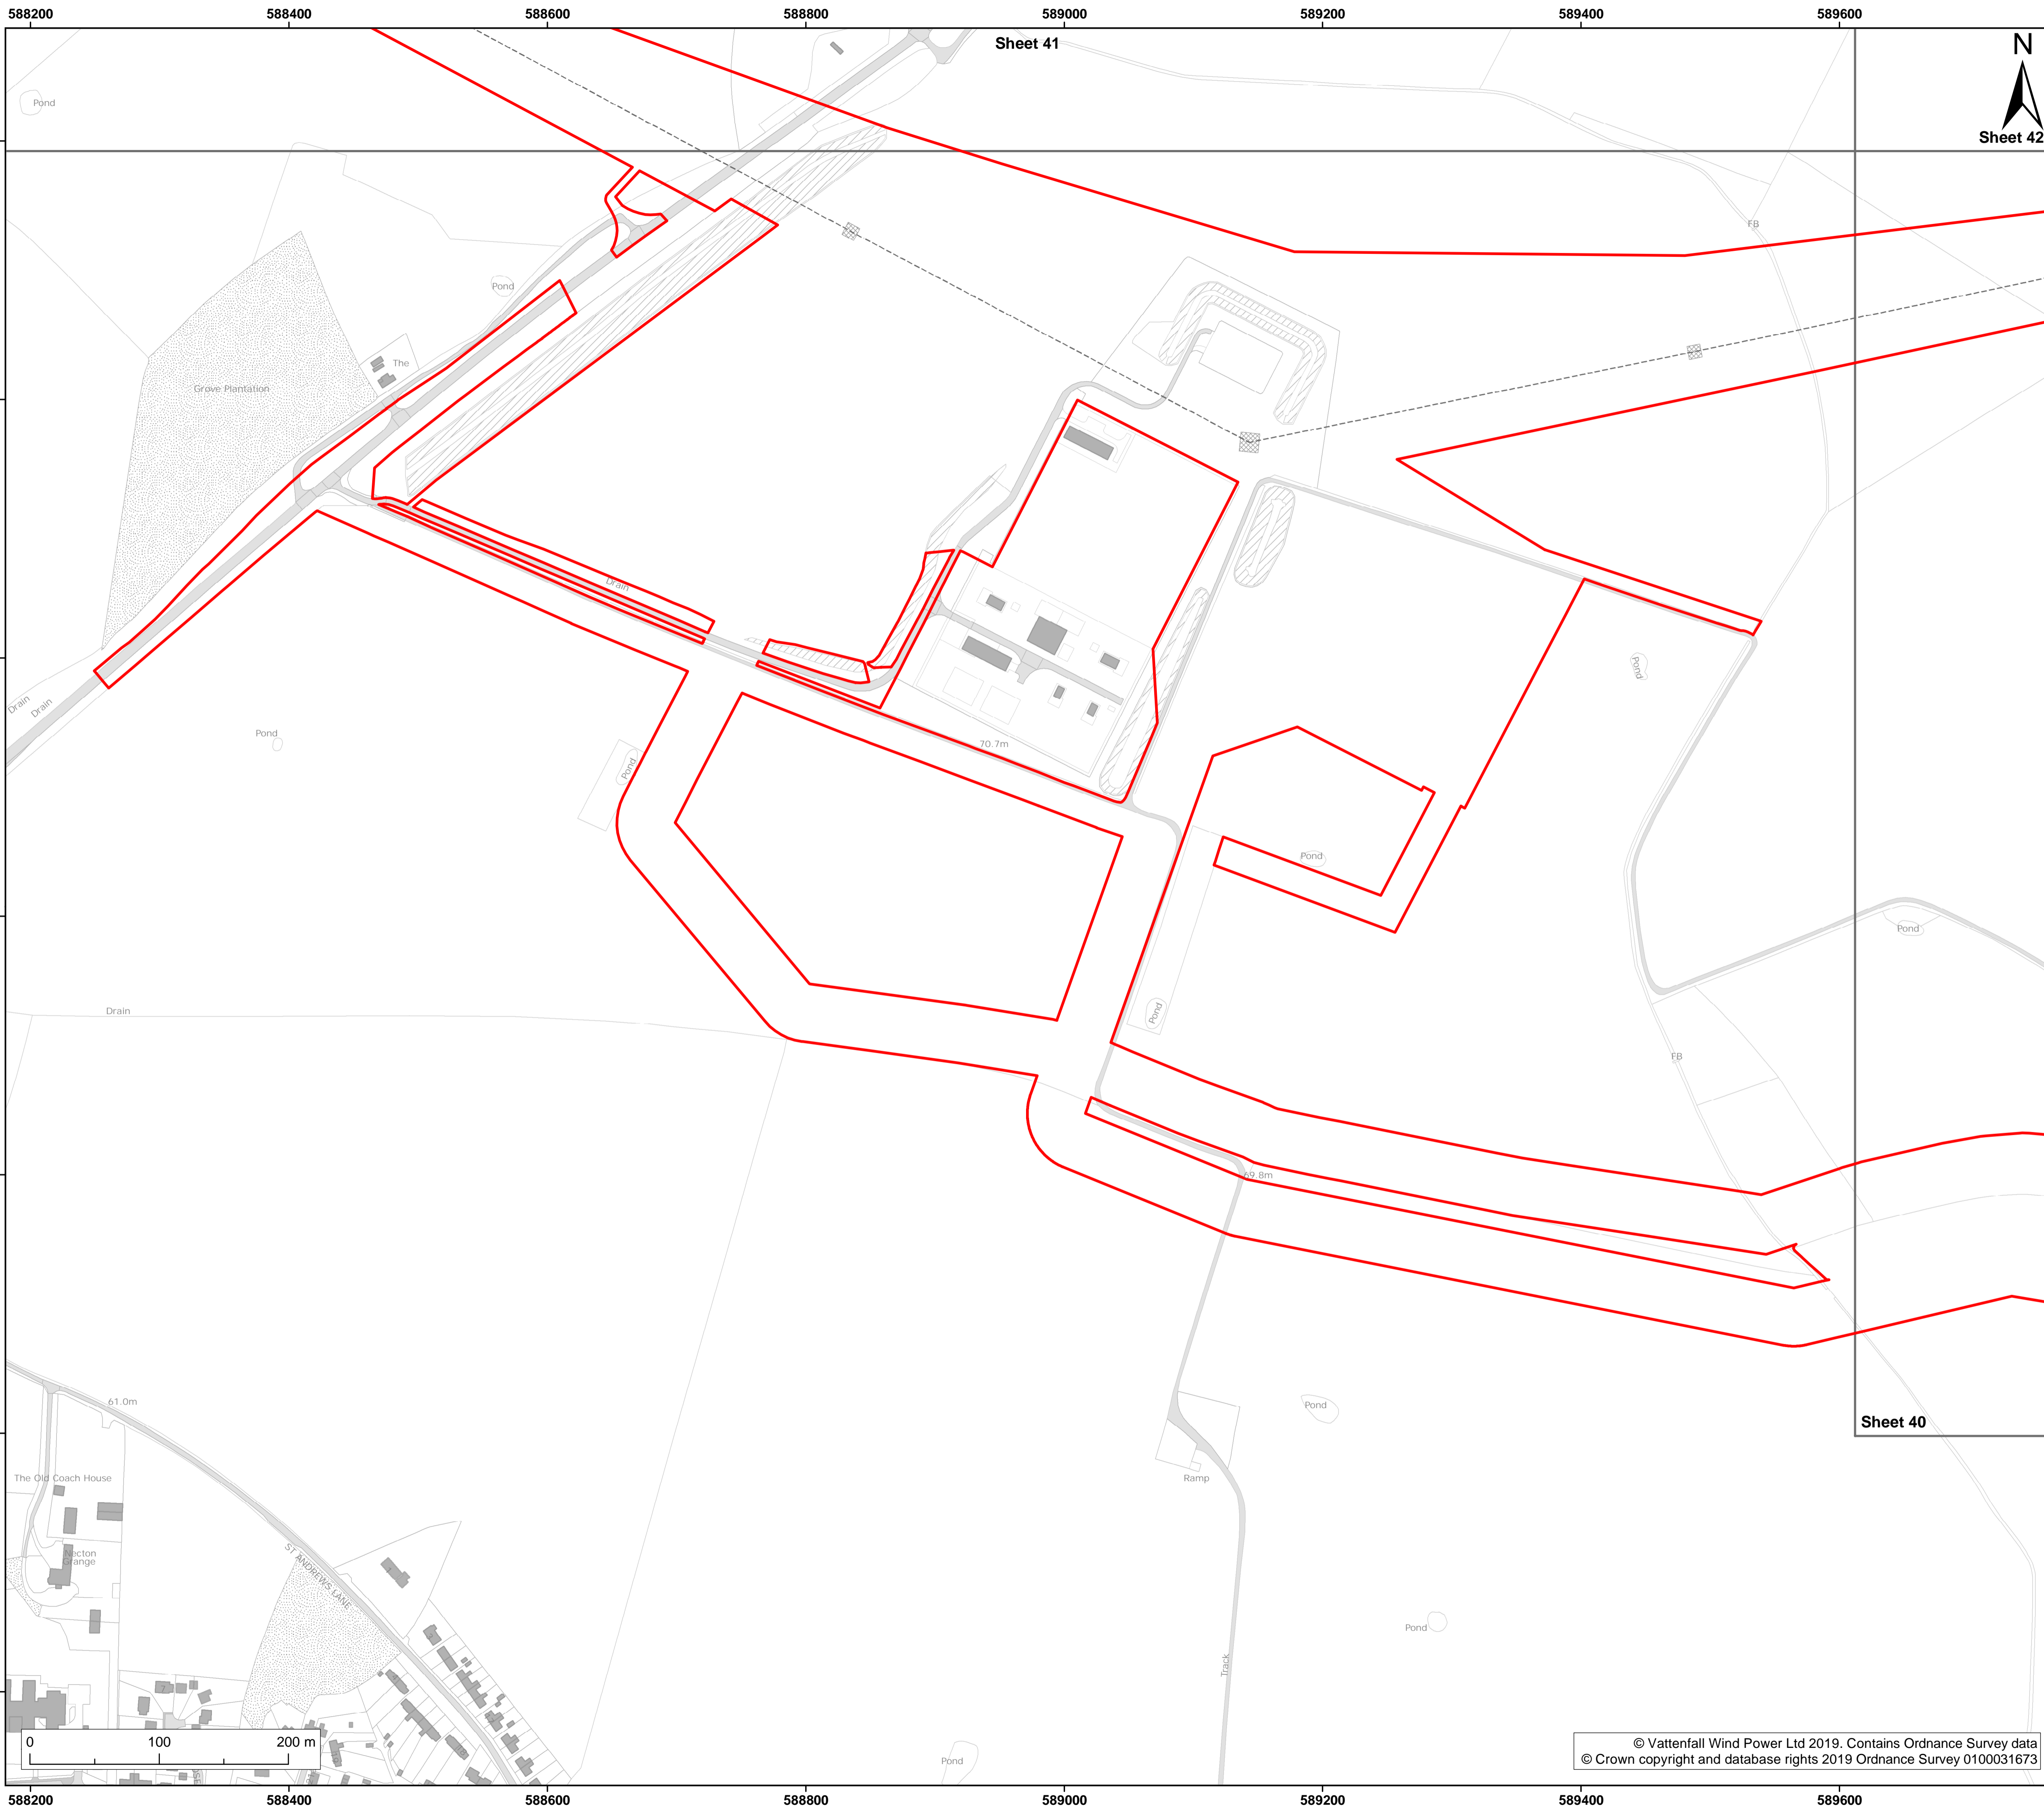 588200 588400 588600 588800 589000 589200 589400 589600
Sheet 41
N
Sheet 42
Pond
FB
Pond
The
Grove Plantation
Drain
Pond
Drain
Drain
Pond
70.7m
Pond
Pond
Pond
Pond
Drain
FB
69.8m
61.0m
Pond
Sheet 40
The Old Coach House
Ramp
Necton
Grange
ST ANDREWS LANE
Pond
Track
7
0 100 200 m
Pond
© Vattenfall Wind Power Ltd 2019. Contains Ordnance Survey data
© Crown copyright and database rights 2019 Ordnance Survey 0100031673
588200 588400 588600 588800 589000 589200 589400 589600